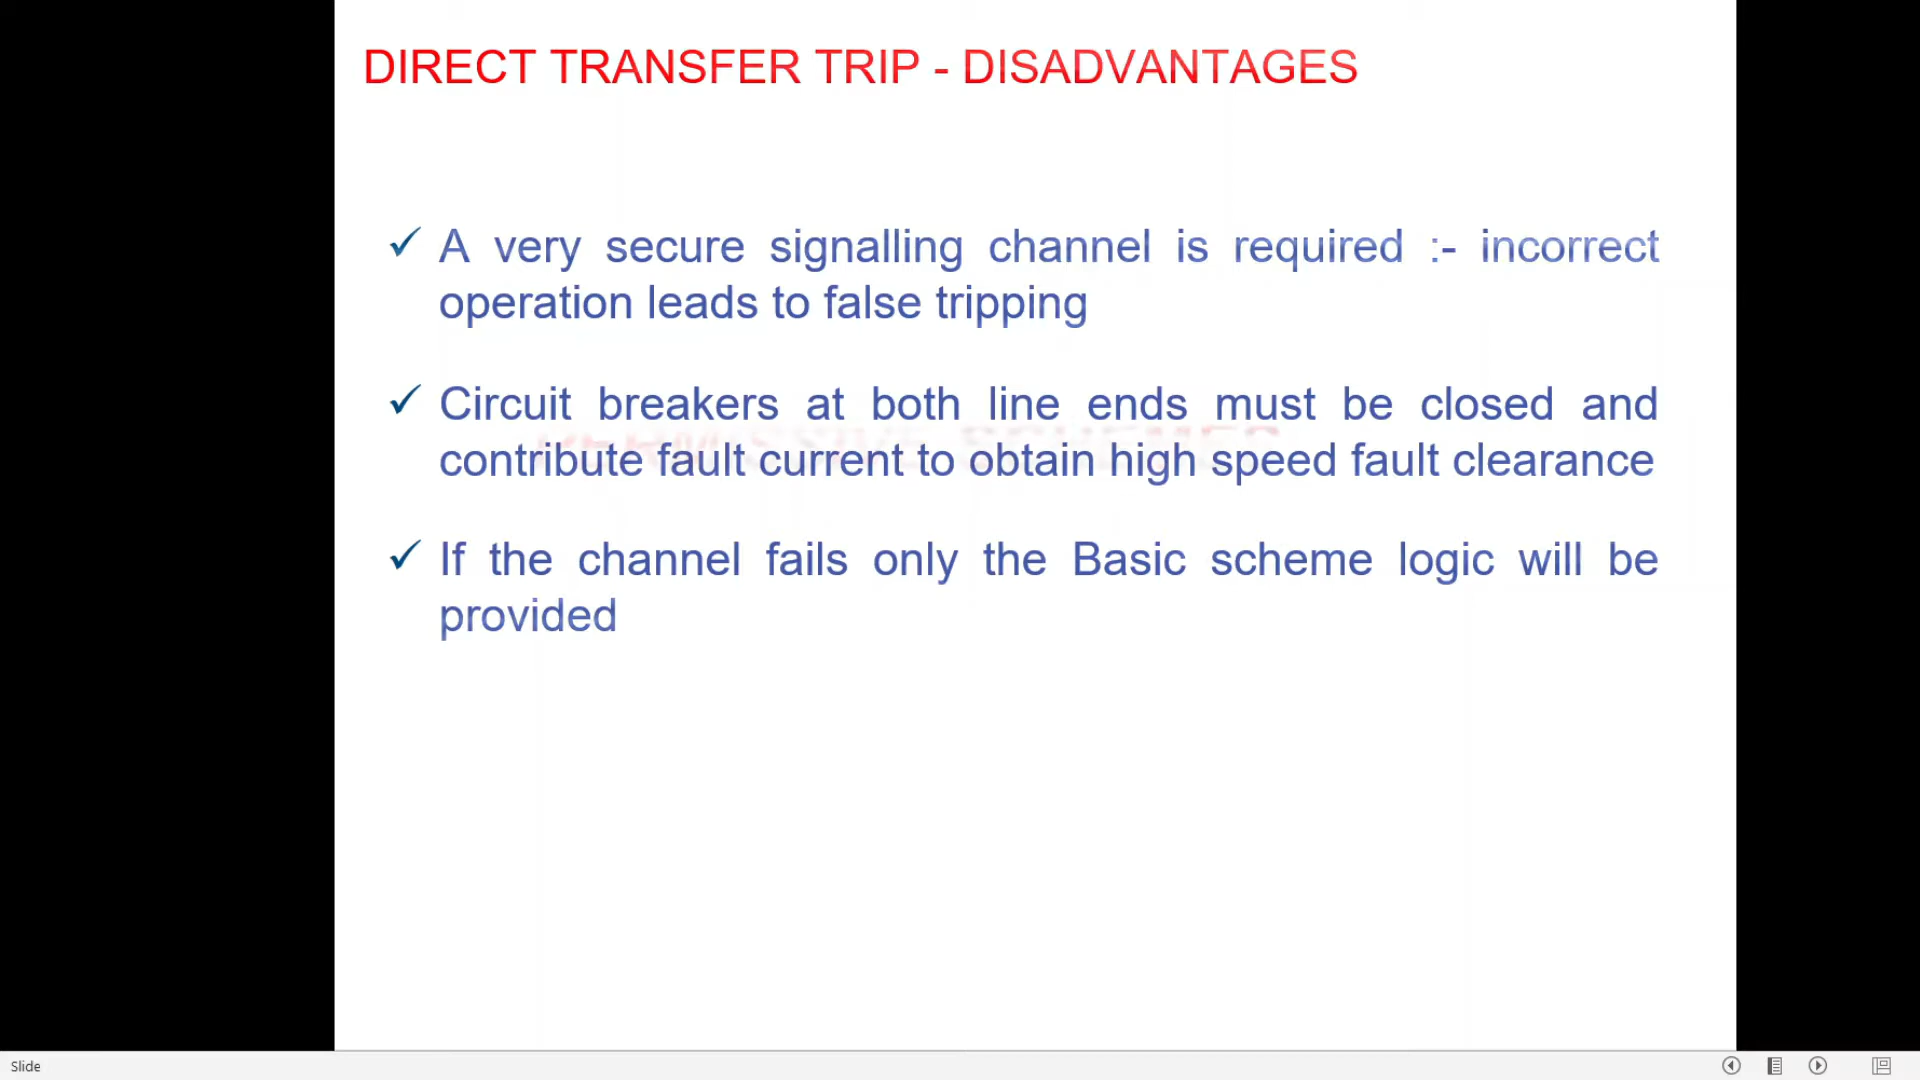 DIRECT TRANSFER TRIP - DISADVANTAGES
✓ A very secure signalling channel is required :- incorrect
operation leads to false tripping
✓ Circuit breakers at both line ends must be closed and
contribute fault current to obtain high speed fault clearance
✓ If the channel fails only the Basic scheme logic will be
provided
Slide